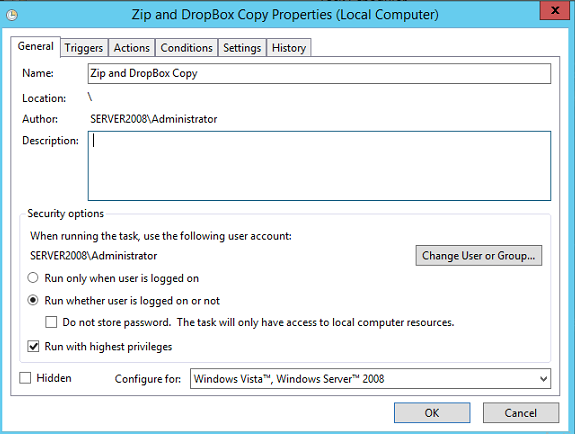 Zip and DropBox Copy Properties (Local Computer)
x
General Triggers Actions Conditions Settings History
Name: Zip and DropBox Copy
Location: \
Author: SERVER2008\Administrator
Description:
Security options
When running the task, use the following user account:
SERVER2008\Administrator Change User or Group...
Run only when user is logged on
Run whether user is logged on or not
Do not store password. The task will only have access to local computer resources.
Run with highest privileges
Hidden Configure for: Windows Vista™, Windows Server™ 2008
OK Cancel